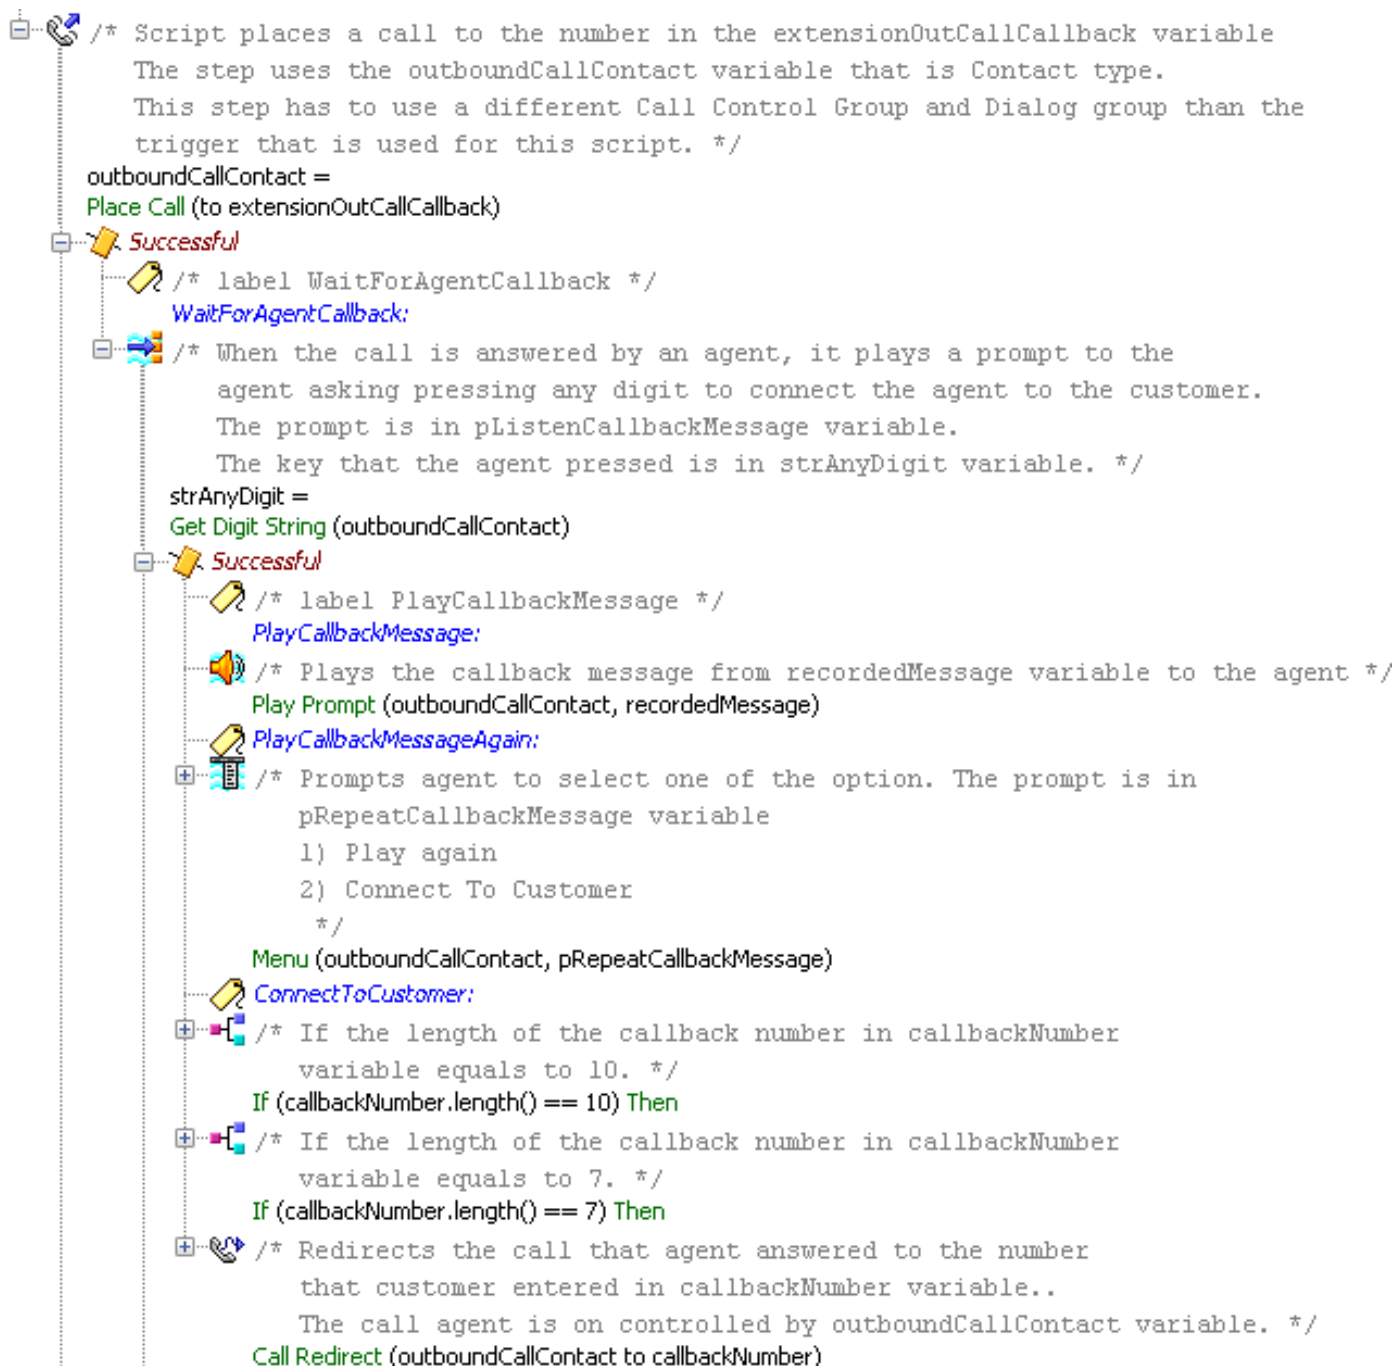 /* Script places a call to the number in the extensionOutCallCallback variable
The step uses the outboundCallContact variable that is Contact type.
This step has to use a different Call Control Group and Dialog group than the
trigger that is used for this script. */
outboundCallContact =
Place Call (to extensionOutCallCallback)
Successful
/* label WaitForAgentCallback */
WaitForAgentCallback:
/* When the call is answered by an agent, it plays a prompt to the
agent asking pressing any digit to connect the agent to the customer.
The prompt is in pListenCallbackMessage variable.
The key that the agent pressed is in strAnyDigit variable. */
strAnyDigit =
Get Digit String (outboundCallContact)
Successful
/* label PlayCallbackMessage */
PlayCallbackMessage:
/* Plays the callback message from recordedMessage variable to the agent */
Play Prompt (outboundCallContact, recordedMessage)
PlayCallbackMessageAgain:
/* Prompts agent to select one of the option. The prompt is in
pRepeatCallbackMessage variable
1) Play again
2) Connect To Customer
*/
Menu (outboundCallContact, pRepeatCallbackMessage)
ConnectToCustomer:
/* If the length of the callback number in callbackNumber
variable equals to 10. */
If (callbackNumber.length() == 10) Then
/* If the length of the callback number in callbackNumber
variable equals to 7. */
If (callbackNumber.length() == 7) Then
/* Redirects the call that agent answered to the number
that customer entered in callbackNumber variable..
The call agent is on controlled by outboundCallContact variable. */
Call Redirect (outboundCallContact to callbackNumber)